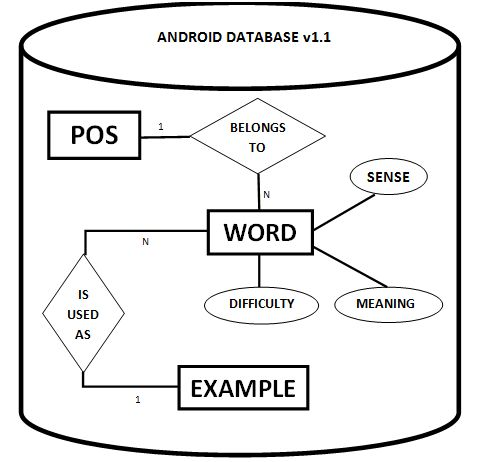 ANDROID DATABASE v1.1
POS
1
BELONGS
TO
N
SENSE
WORD
N
DIFFICULTY
MEANING
IS
USED
AS
EXAMPLE
1